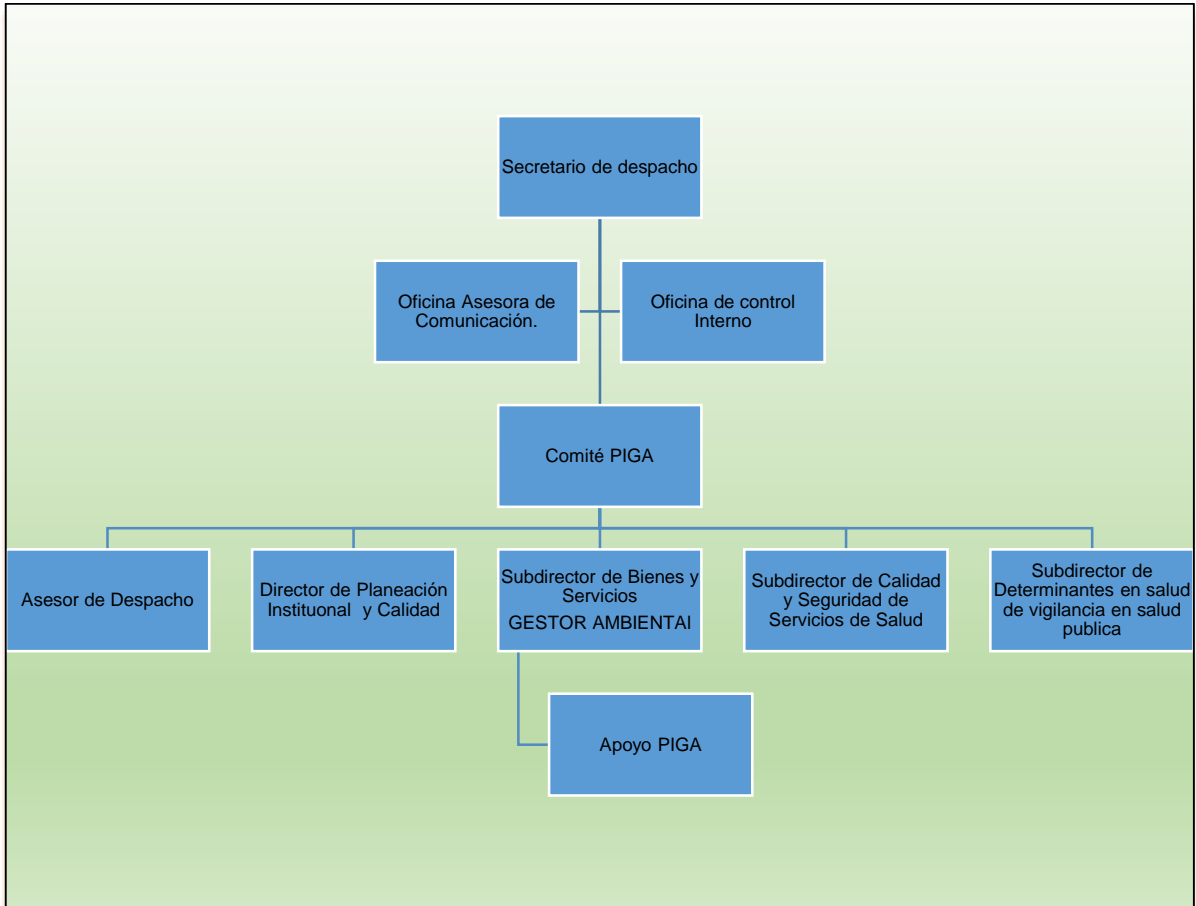 Secretario de despacho
Oficina Asesora de
Comunicación.
Oficina de control
Interno
Comité PIGA
Asesor de Despacho
Director de Planeación
Instituonal y Calidad
Subdirector de Bienes y
Servicios
GESTOR AMBIENTAl
Subdirector de Calidad
y Seguridad de
Servicios de Salud
Subdirector de
Determinantes en salud
de vigilancia en salud
publica
Apoyo PIGA